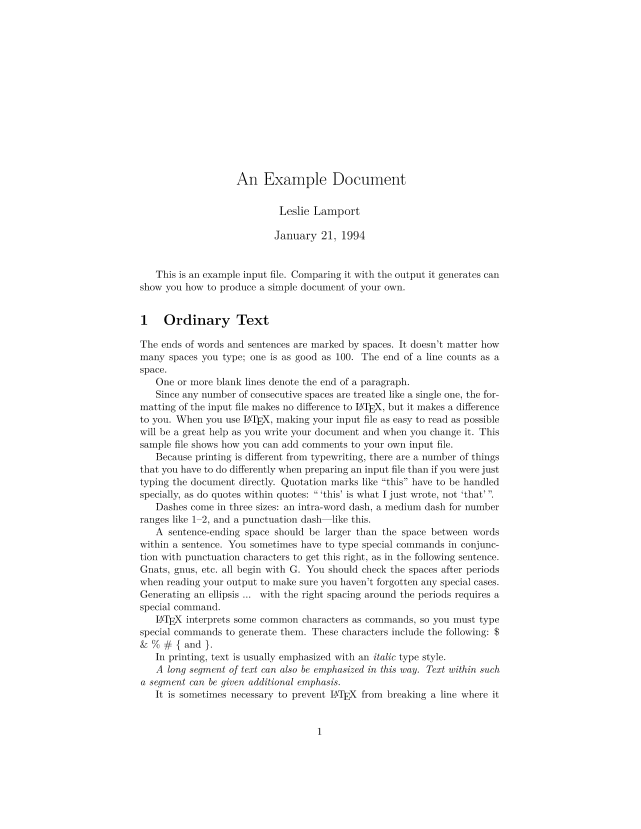 An Example Document
Leslie Lamport
January 21, 1994
This is an example input file. Comparing it with the output it generates can
show you how to produce a simple document of your own.
1 Ordinary Text
The ends of words and sentences are marked by spaces. It doesn't matter how
many spaces you type; one is as good as 100. The end of a line counts as a
space.
One or more blank lines denote the end of a paragraph.
Since any number of consecutive spaces are treated like a single one, the for-
matting of the input file makes no difference to LATEX, but it makes a difference
to you. When you use LATEX, making your input file as easy to read as possible
will be a great help as you write your document and when you change it. This
sample file shows how you can add comments to your own input file.
Because printing is different from typewriting, there are a number of things
that you have to do differently when preparing an input file than if you were just
typing the document directly. Quotation marks like “this” have to be handled
specially, as do quotes within quotes: “ ‘this’ is what I just wrote, not ‘that’ ”.
Dashes come in three sizes: an intra-word dash, a medium dash for number
ranges like 1–2, and a punctuation dash—like this.
A sentence-ending space should be larger than the space between words
within a sentence. You sometimes have to type special commands in conjunc-
tion with punctuation characters to get this right, as in the following sentence.
Gnats, gnus, etc. all begin with G. You should check the spaces after periods
when reading your output to make sure you haven't forgotten any special cases.
Generating an ellipsis ... with the right spacing around the periods requires a
special command.
LATEX interprets some common characters as commands, so you must type
special commands to generate them. These characters include the following: $
& % # { and }.
In printing, text is usually emphasized with an italic type style.
A long segment of text can also be emphasized in this way. Text within such
a segment can be given additional emphasis.
It is sometimes necessary to prevent LATEX from breaking a line where it
1